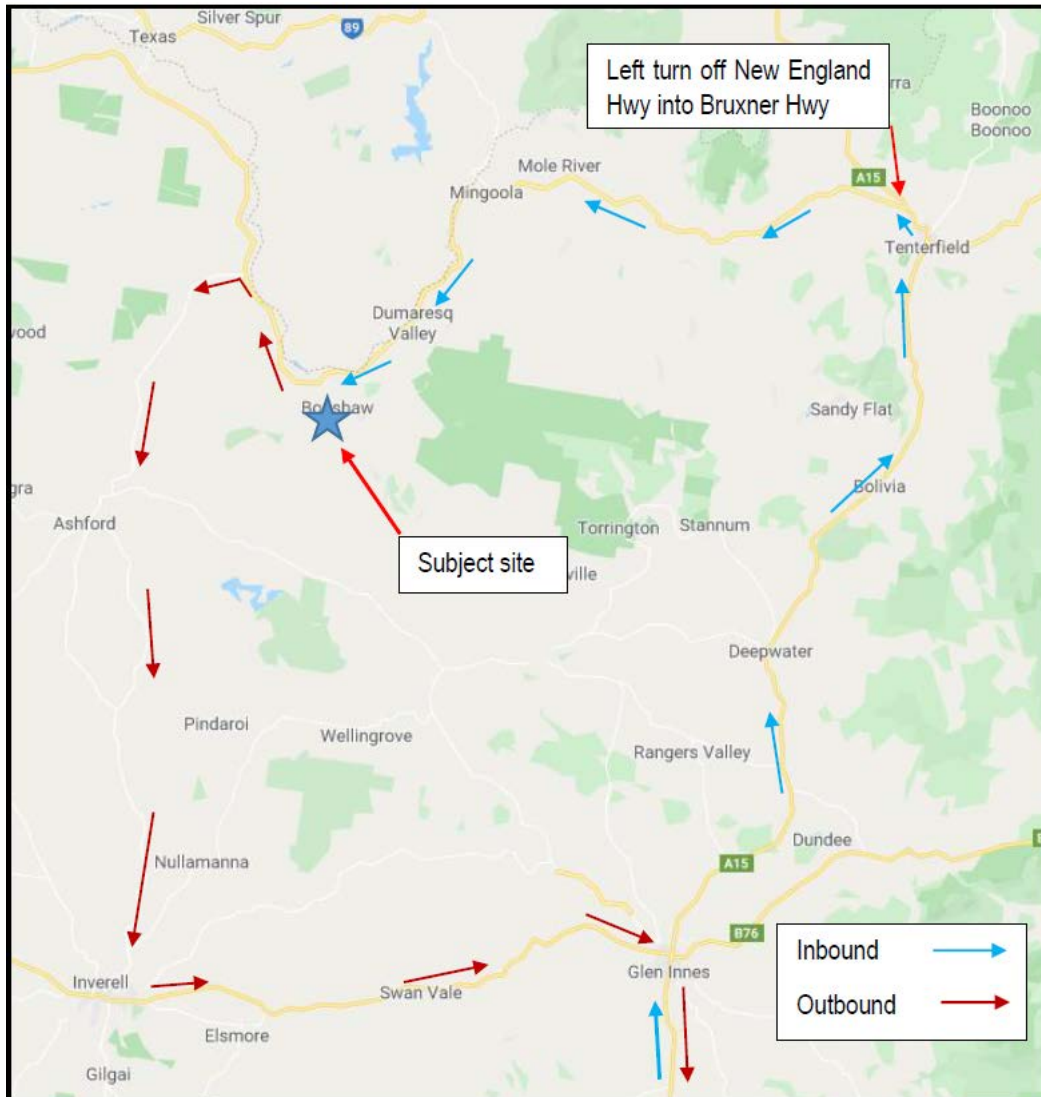 Silver Spur
Texas
89
Left turn off New England
Hwy into Bruxner Hwy
rra
Boonoo
Boonoo
Mole River
A15
Mingoola
Tenterfield
Dumaresq
Valley
wood
Sandy Flat
Bolivia
gra
Ashford
Torrington
Stannum
Subject site
ville
Deepwater
Pindaroi
Wellingrove
Rangers Valley
Dundee
Nullamanna
A15
B76
Inbound
Inverell
Glen Innes
Swan Vale
Outbound
Elsmore
Gilgai